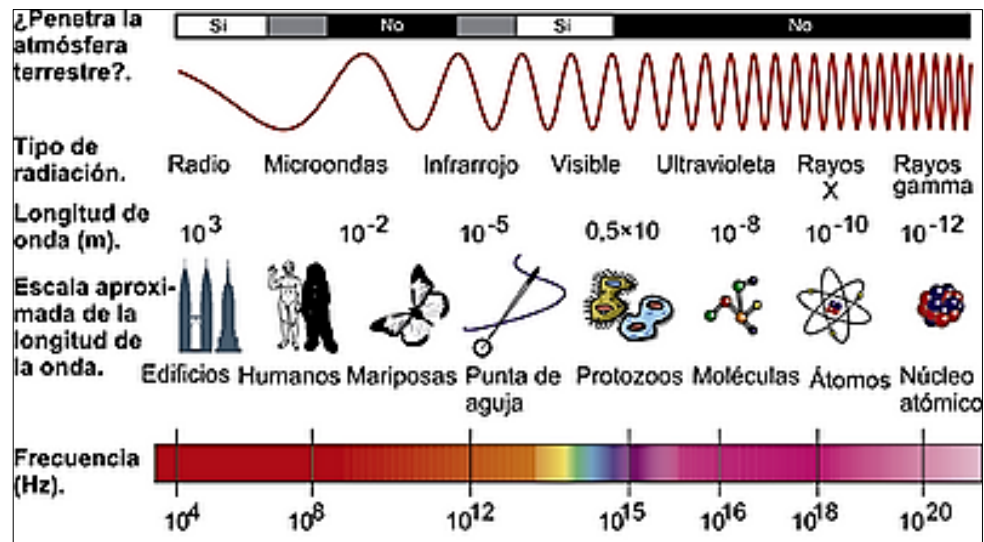 ¿Penetra la
atmósfera
terrestre?.
Sí No Sí No
Tipo de
radiación.
Radio Microondas Infrarrojo Visible Ultravioleta Rayos X Rayos gamma
Longitud de
onda (m).
10³ 10⁻² 10⁻⁵ 0,5×10 10⁻⁸ 10⁻¹⁰ 10⁻¹²
Escala aproxi-
mada de la
longitud de
la onda.
Edificios Humanos Mariposas Punta de aguja Protozoos Moléculas Átomos Núcleo atómico
Frecuencia
(Hz).
10⁴ 10⁸ 10¹² 10¹⁵ 10¹⁶ 10¹⁸ 10²⁰